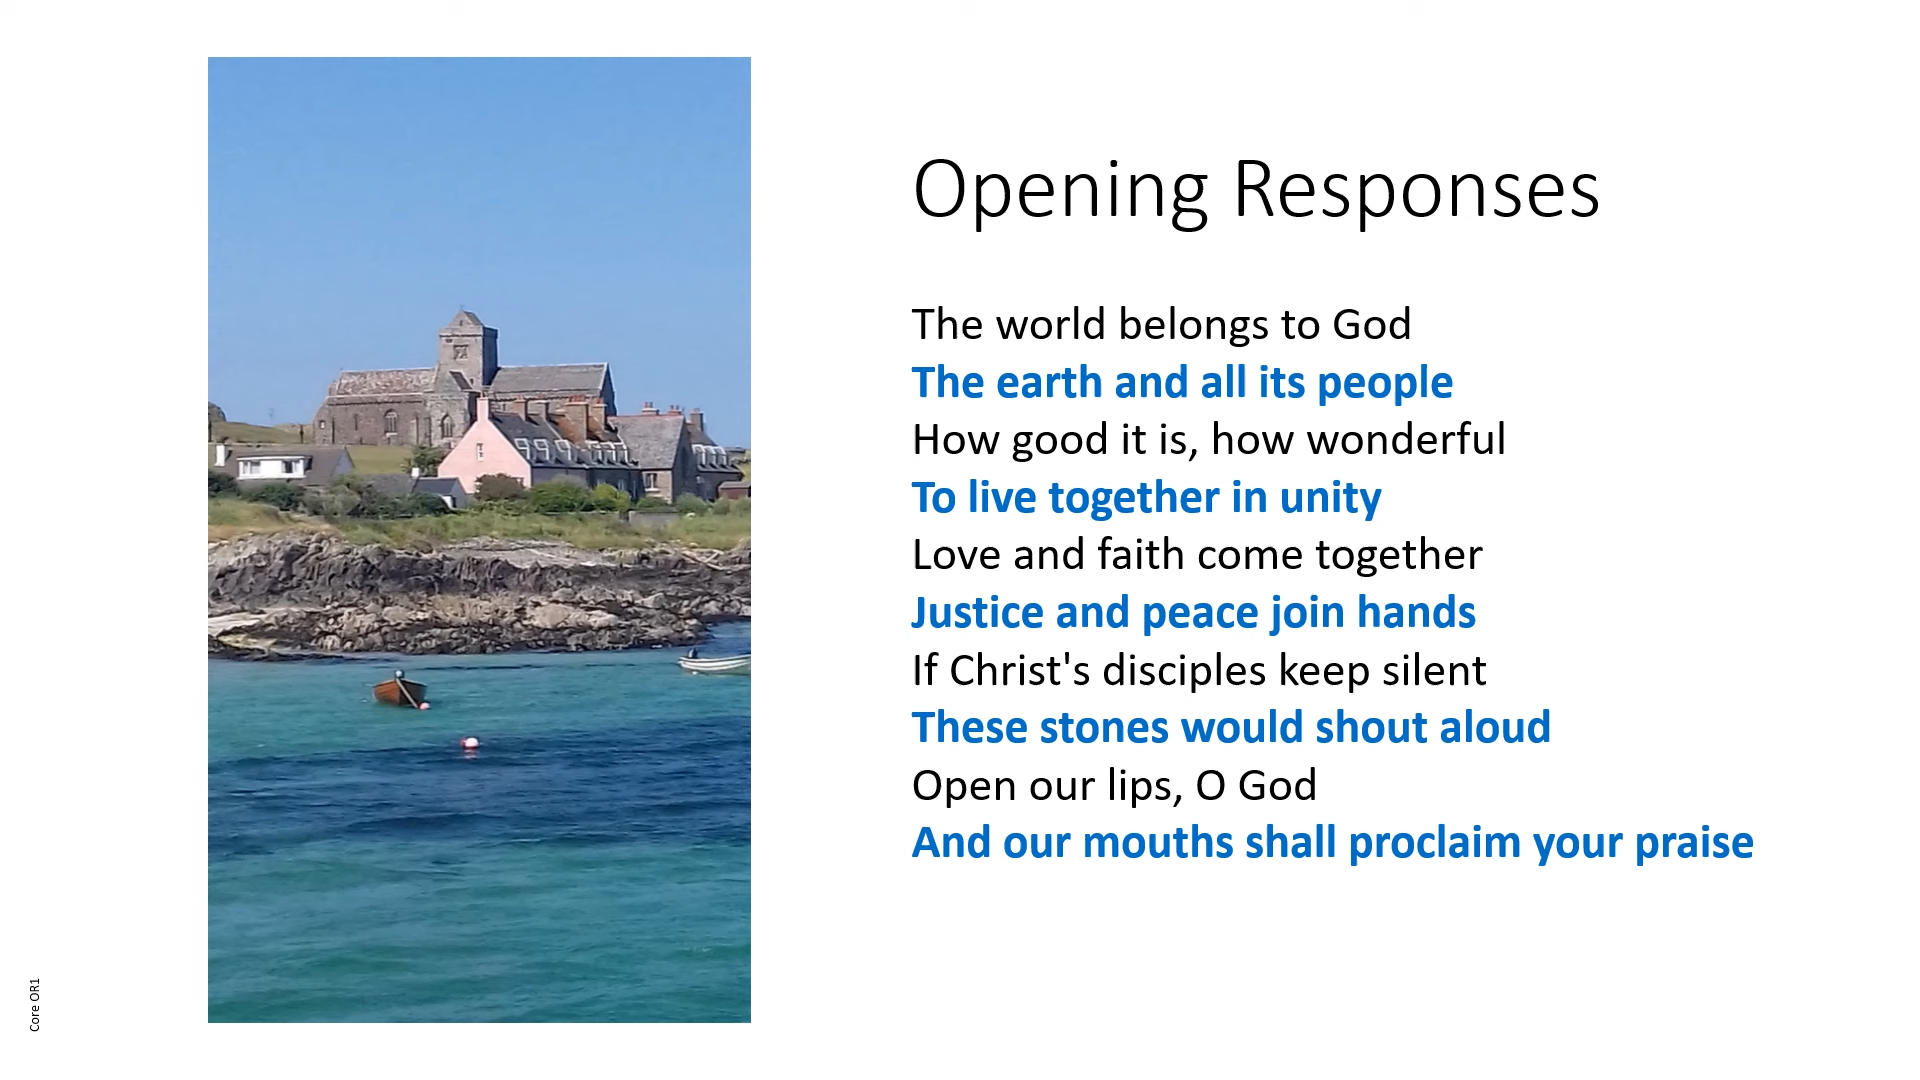 Opening Responses
The world belongs to God
The earth and all its people
How good it is, how wonderful
To live together in unity
Love and faith come together
Justice and peace join hands
If Christ's disciples keep silent
These stones would shout aloud
Open our lips, O God
And our mouths shall proclaim your praise
Core OR1